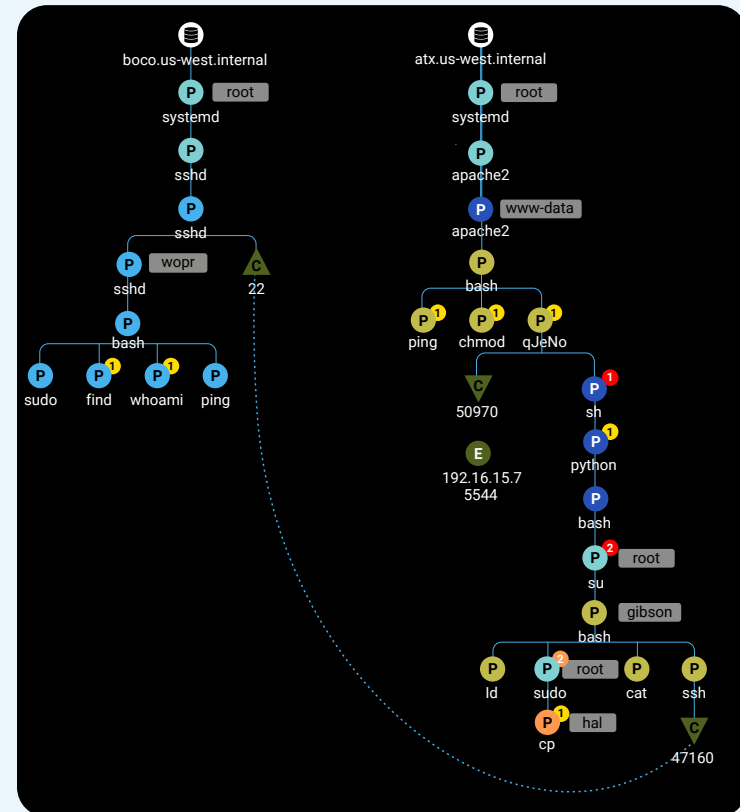 boco.us-west.internal
P root
systemd
P
sshd
P
sshd
P wopr
sshd
C
22
P
bash
P
sudo
P 1
find
P 1
whoami
P
ping
atx.us-west.internal
P root
systemd
P
apache2
P www-data
apache2
P
bash
P 1
ping
P 1
chmod
P 1
qJeNo
C
50970
E
192.16.15.7
5544
P 1
sh
P 1
python
P
bash
P 2 root
su
P gibson
bash
P
ld
P 2 root
sudo
P 1 hal
cp
P
cat
P
ssh
C
47160